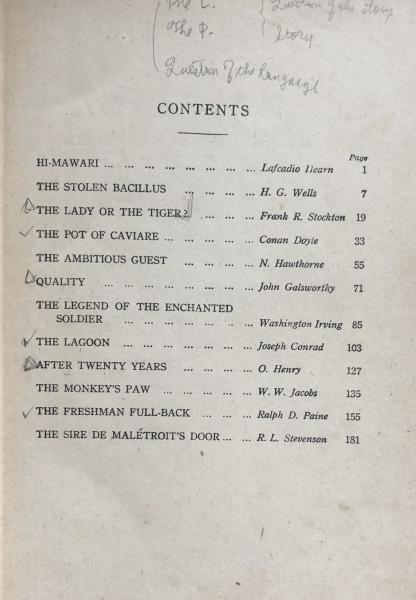 The L. { Question of the Story
The P. { Story
Question of the Language
CONTENTS
Page
HI-MAWARI ... ... ... ... ... ... ... ... Lafcadio Hearn 1
THE STOLEN BACILLUS ... ... ... ... H. G. Wells 7
THE LADY OR THE TIGER? ... ... ... Frank R. Stockton 19
THE POT OF CAVIARE ... ... ... ... ... Conan Doyle 33
THE AMBITIOUS GUEST ... ... ... ... N. Hawthorne 55
QUALITY ... ... ... ... ... ... ... ... John Galsworthy 71
THE LEGEND OF THE ENCHANTED
SOLDIER ... ... ... ... ... ... ... Washington Irving 85
THE LAGOON ... ... ... ... ... ... ... Joseph Conrad 103
AFTER TWENTY YEARS ... ... ... ... O. Henry 127
THE MONKEY'S PAW ... ... ... ... ... W. W. Jacobs 135
THE FRESHMAN FULL-BACK ... ... ... Ralph D. Paine 155
THE SIRE DE MALÉTROIT'S DOOR ... ... ... R. L. Stevenson 181